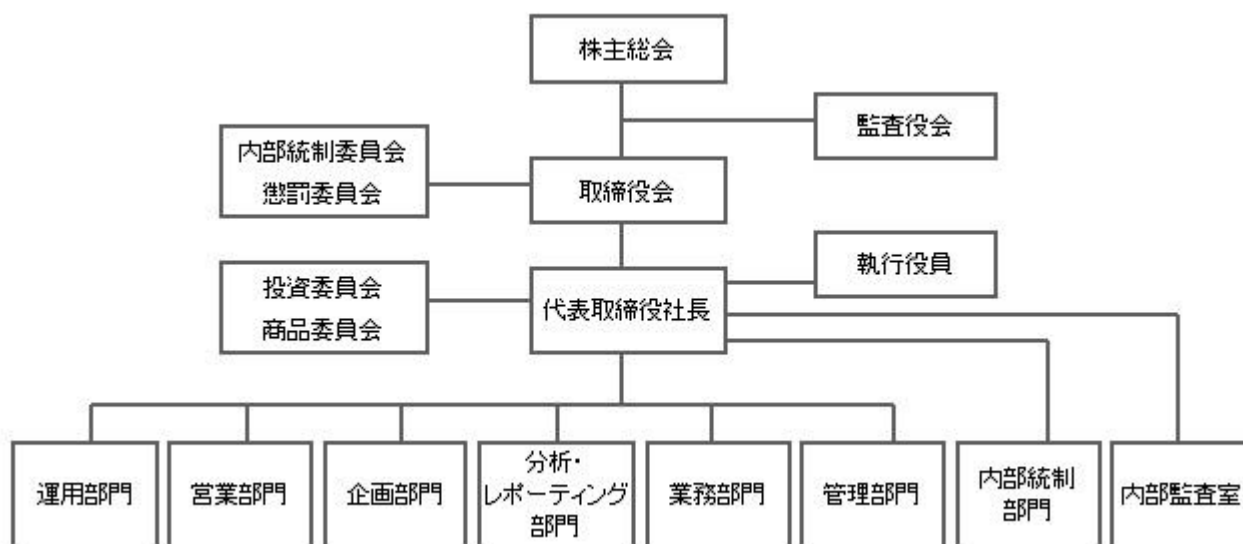 株主総会
監査役会
内部統制委員会
懲罰委員会
取締役会
執行役員
投資委員会
商品委員会
代表取締役社長
運用部門
営業部門
企画部門
分析・
レポーティング
部門
業務部門
管理部門
内部統制
部門
内部監査室